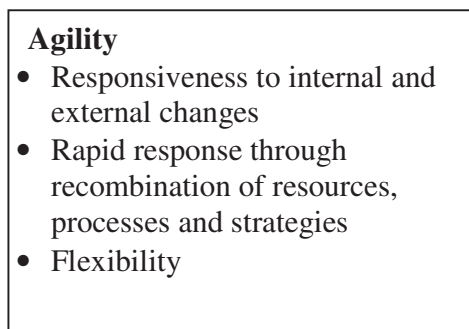 Agility
• Responsiveness to internal and
external changes
• Rapid response through
recombination of resources,
processes and strategies
• Flexibility